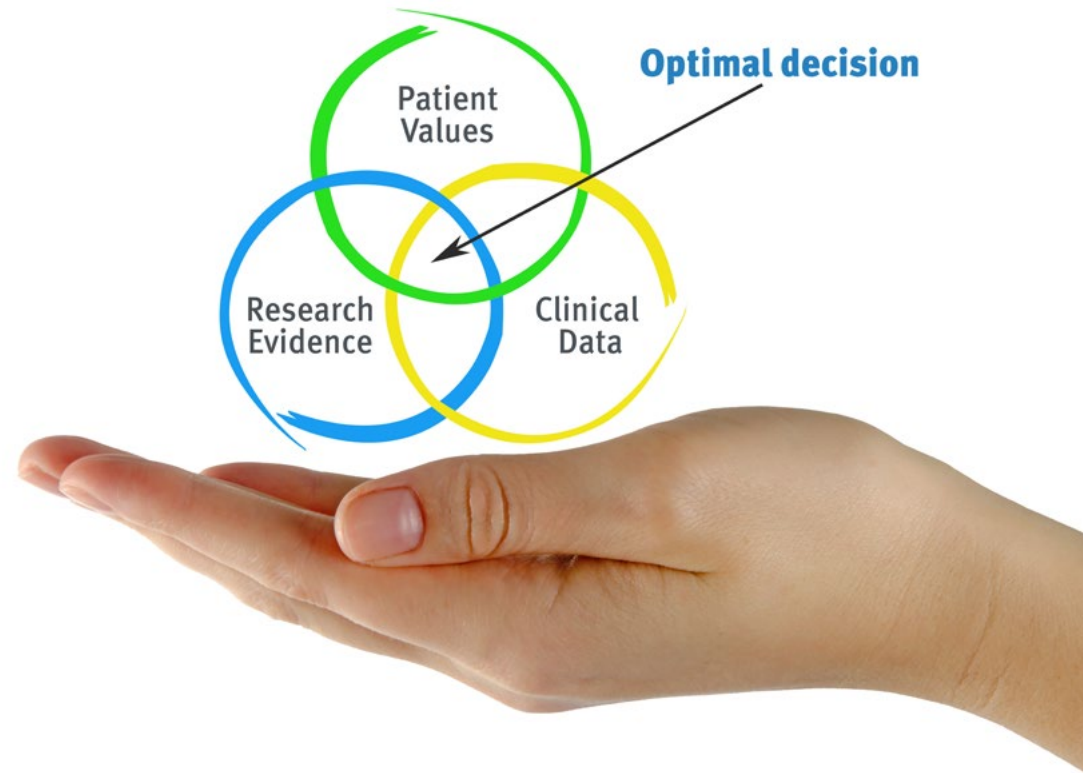 Optimal decision
Patient
Values
Research
Evidence
Clinical
Data